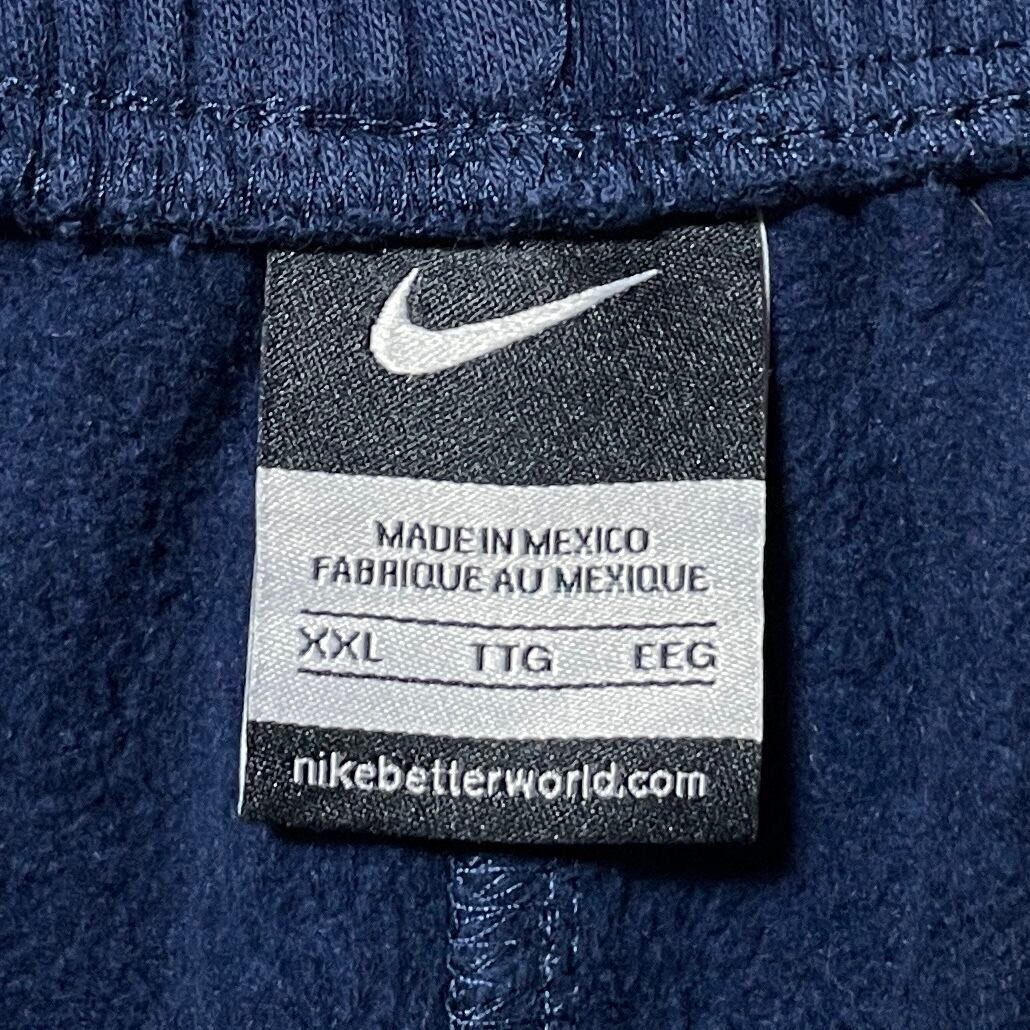 MADE IN MEXICO
FABRIQUE AU MEXIQUE
XXL TTG EEG
nikebetterworld.com